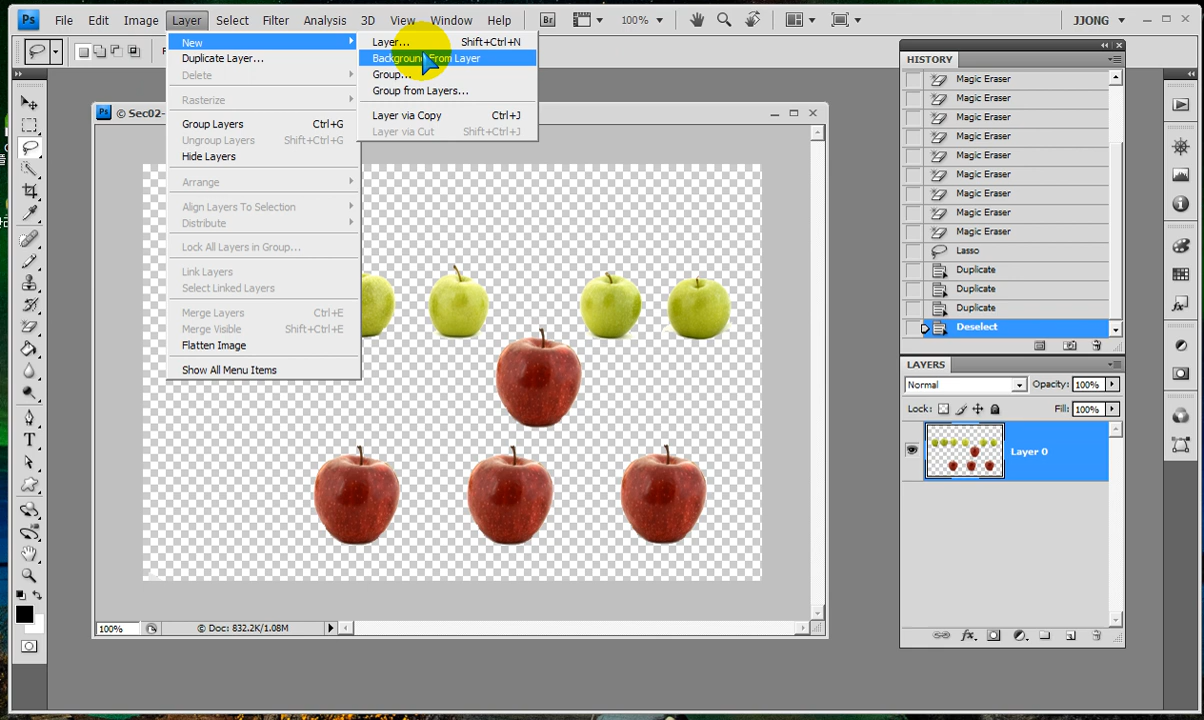 Ps File Edit Image Layer Select Filter Analysis 3D View Window Help Br 100% JJONG
New
Duplicate Layer...
Delete
Rasterize
Group Layers Ctrl+G
Ungroup Layers Shift+Ctrl+G
Hide Layers
Arrange
Align Layers To Selection
Distribute
Lock All Layers in Group...
Link Layers
Select Linked Layers
Merge Layers Ctrl+E
Merge Visible Shift+Ctrl+E
Flatten Image
Show All Menu Items
Layer... Shift+Ctrl+N
Background From Layer
Group...
Group from Layers...
Layer via Copy Ctrl+J
Layer via Cut Shift+Ctrl+J
Ps © Sec02-
100% © Doc: 832.2K/1.08M
HISTORY
Magic Eraser
Magic Eraser
Magic Eraser
Magic Eraser
Magic Eraser
Magic Eraser
Magic Eraser
Magic Eraser
Magic Eraser
Lasso
Duplicate
Duplicate
Duplicate
Deselect
LAYERS
Normal Opacity: 100%
Lock: Fill: 100%
Layer 0